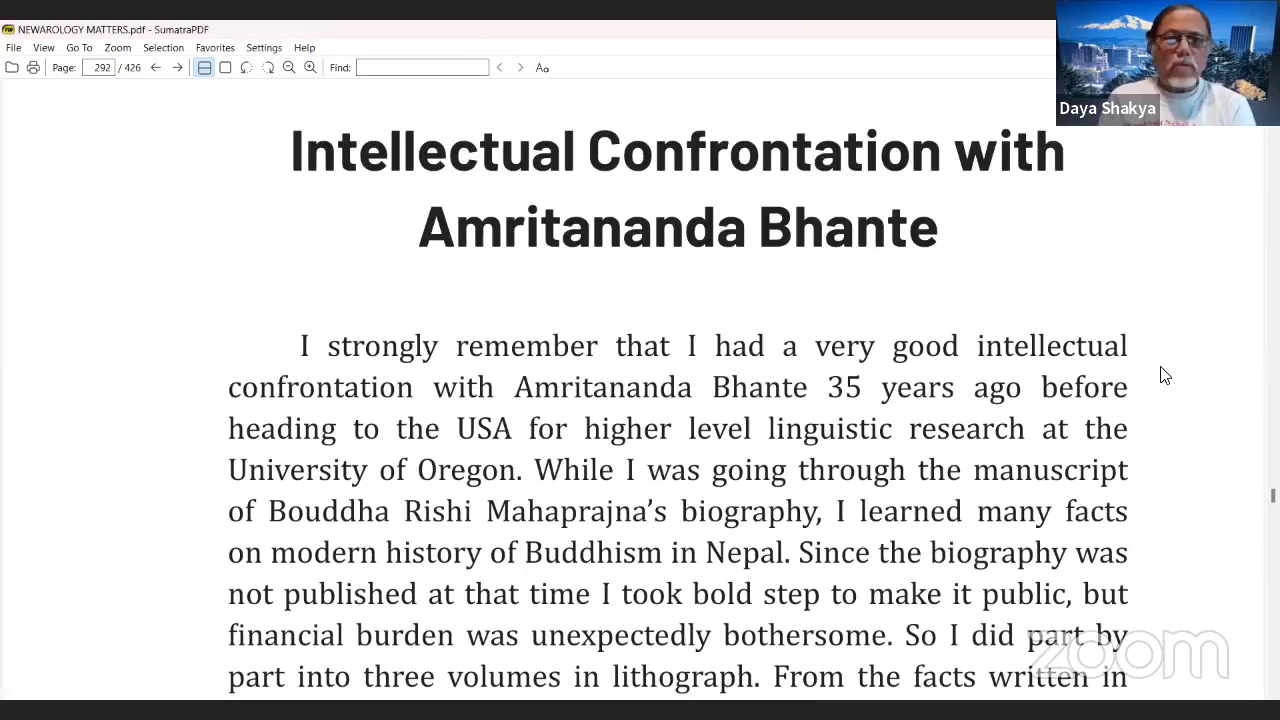 NEWAROLOGY MATTERS.pdf - SumatraPDF
File View Go To Zoom Selection Favorites Settings Help
Page: 292 / 426 Find: Aa
Daya Shakya
Intellectual Confrontation with
Amritananda Bhante
I strongly remember that I had a very good intellectual
confrontation with Amritananda Bhante 35 years ago before
heading to the USA for higher level linguistic research at the
University of Oregon. While I was going through the manuscript
of Bouddha Rishi Mahaprajna's biography, I learned many facts
on modern history of Buddhism in Nepal. Since the biography was
not published at that time I took bold step to make it public, but
financial burden was unexpectedly bothersome. So I did part by
part into three volumes in lithograph. From the facts written in
zoom